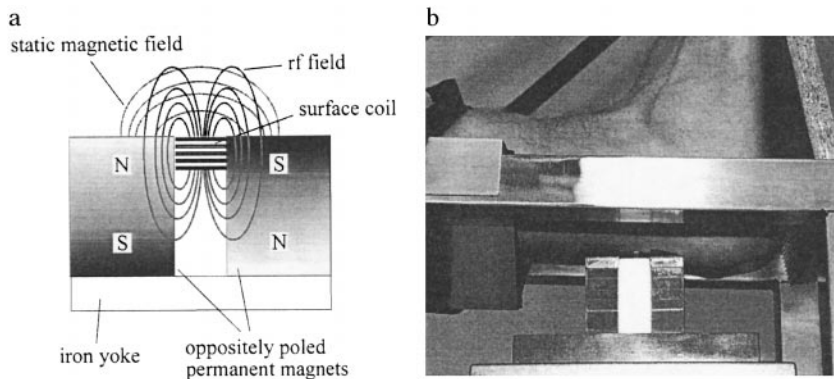 a
static magnetic field
rf field
surface coil
N
S
S
N
iron yoke
oppositely poled
permanent magnets
b